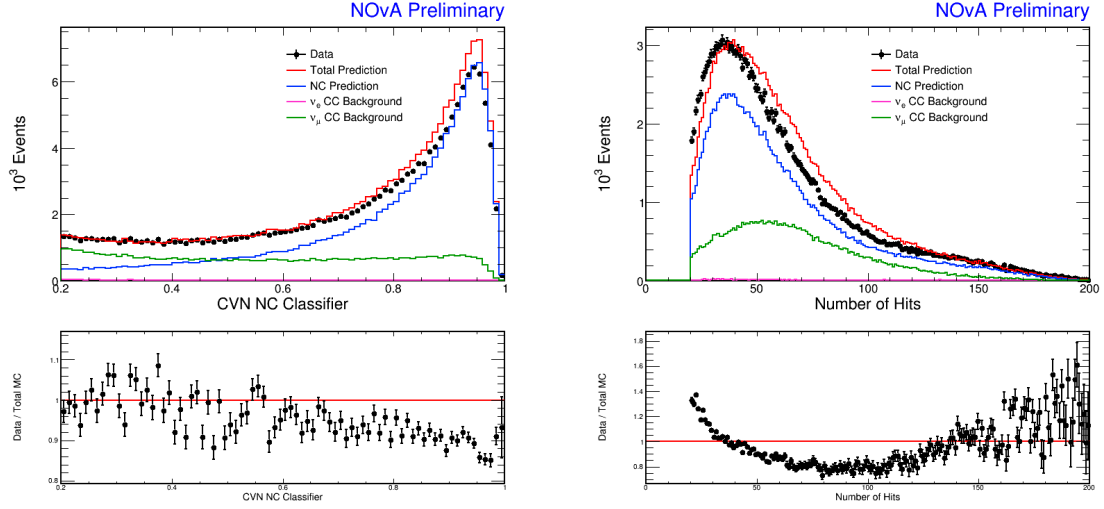 NOvA Preliminary
Data
Total Prediction
NC Prediction
νe CC Background
νμ CC Background
10³ Events
6
4
2
0
0.2
0.4
0.6
0.8
1
CVN NC Classifier
NOvA Preliminary
Data
Total Prediction
NC Prediction
νe CC Background
νμ CC Background
10³ Events
3
2
1
0
0
50
100
150
200
Number of Hits
Data / Total MC
1.1
1
0.9
0.8
0.2
0.4
0.6
0.8
1
CVN NC Classifier
Data / Total MC
1.8
1.6
1.4
1.2
1.0
0.8
0
50
100
150
200
Number of Hits